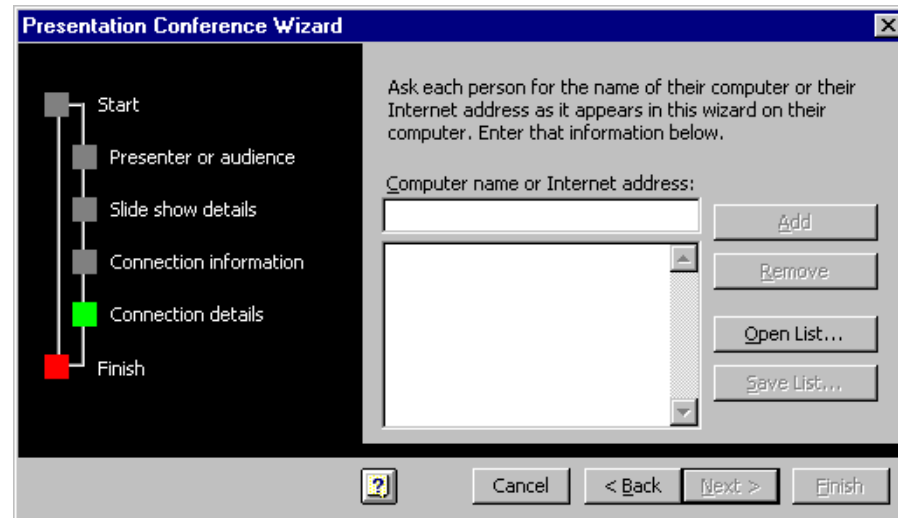 Presentation Conference Wizard
Start
Presenter or audience
Slide show details
Connection information
Connection details
Finish
Ask each person for the name of their computer or their
Internet address as it appears in this wizard on their
computer. Enter that information below.
Computer name or Internet address:
Add
Remove
Open List...
Save List...
Cancel
< Back
Next >
Finish